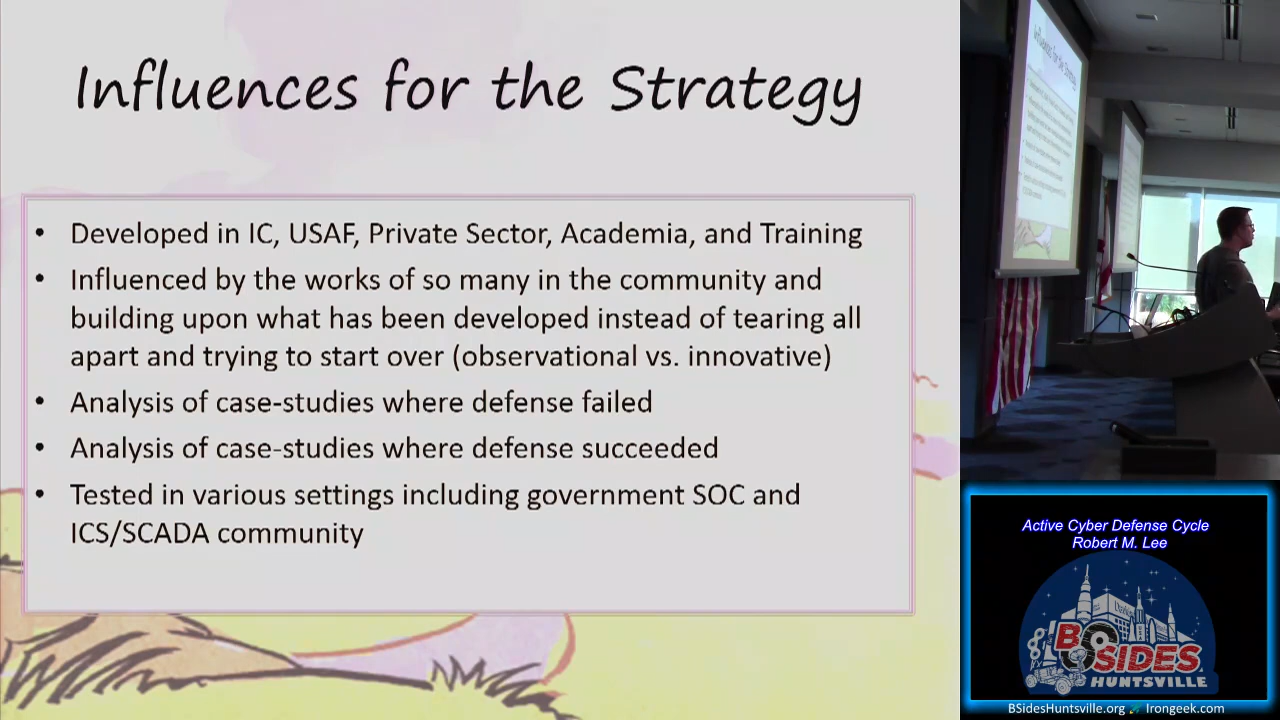 Influences for the Strategy
• Developed in IC, USAF, Private Sector, Academia, and Training
• Influenced by the works of so many in the community and
building upon what has been developed instead of tearing all
apart and trying to start over (observational vs. innovative)
• Analysis of case-studies where defense failed
• Analysis of case-studies where defense succeeded
• Tested in various settings including government SOC and
ICS/SCADA community
Active Cyber Defense Cycle
Robert M. Lee
BSIDES
HUNTSVILLE
BSidesHuntsville.org Irongeek.com